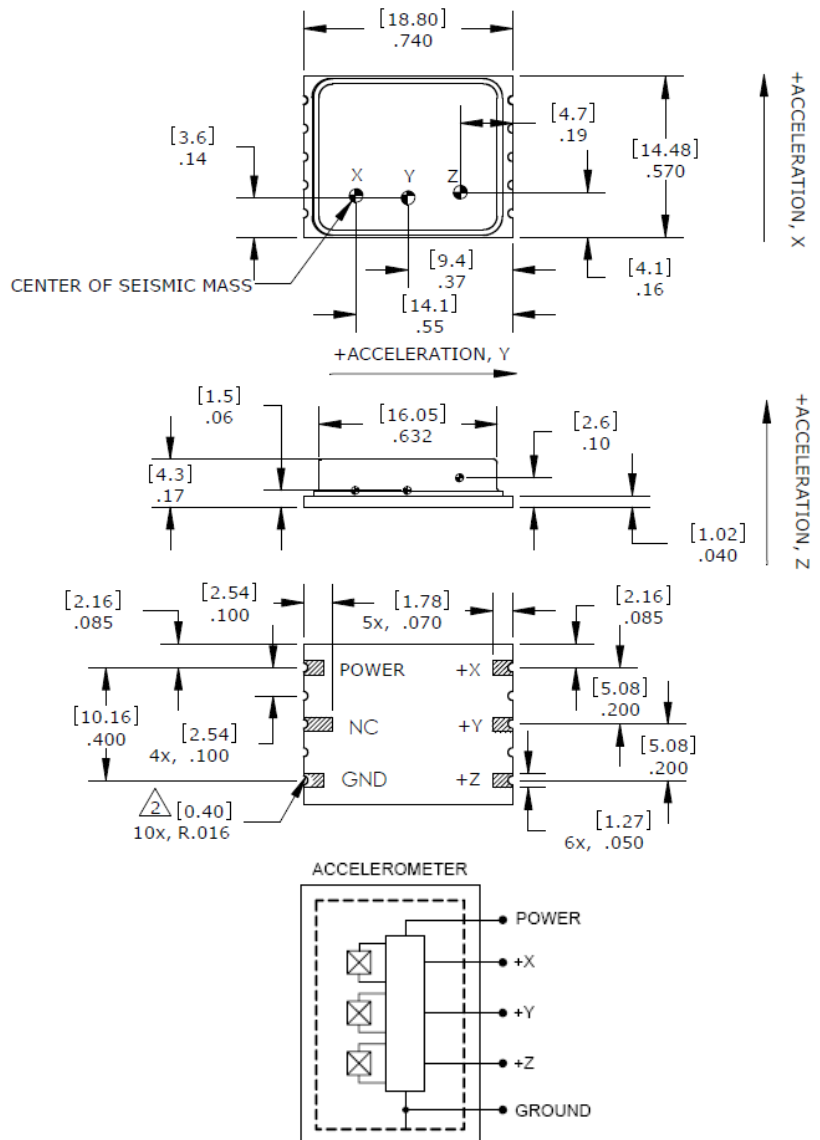 [18.80]
.740
+ACCELERATION, X
[3.6]
.14
[4.7]
.19
[14.48]
.570
X
Y
Z
CENTER OF SEISMIC MASS
[9.4]
.37
[4.1]
.16
[14.1]
.55
+ACCELERATION, Y
[1.5]
.06
[16.05]
.632
[2.6]
.10
+ACCELERATION, Z
[4.3]
.17
[1.02]
.040
[2.16]
.085
[2.54]
.100
[1.78]
5x, .070
[2.16]
.085
POWER
+X
[5.08]
.200
[10.16]
.400
[2.54]
4x, .100
NC
+Y
[5.08]
.200
GND
+Z
2 [0.40]
10x, R.016
[1.27]
6x, .050
ACCELEROMETER
POWER
+X
+Y
+Z
GROUND